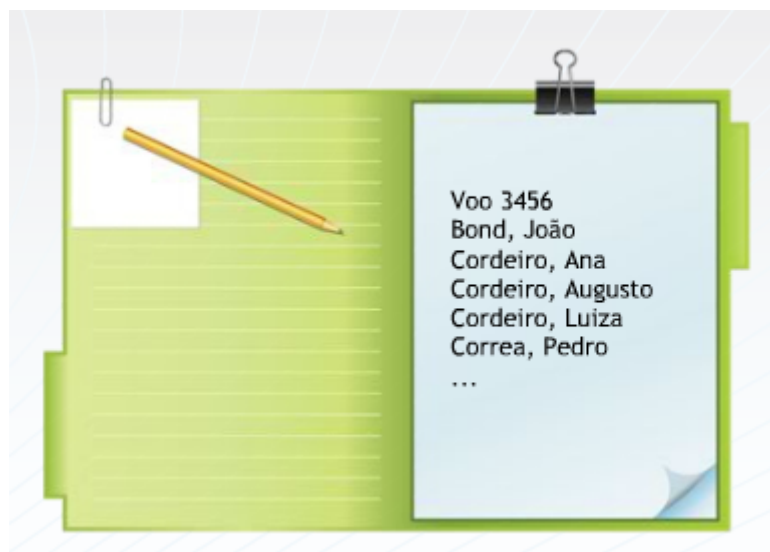 Voo 3456
Bond, João
Cordeiro, Ana
Cordeiro, Augusto
Cordeiro, Luiza
Correa, Pedro
...